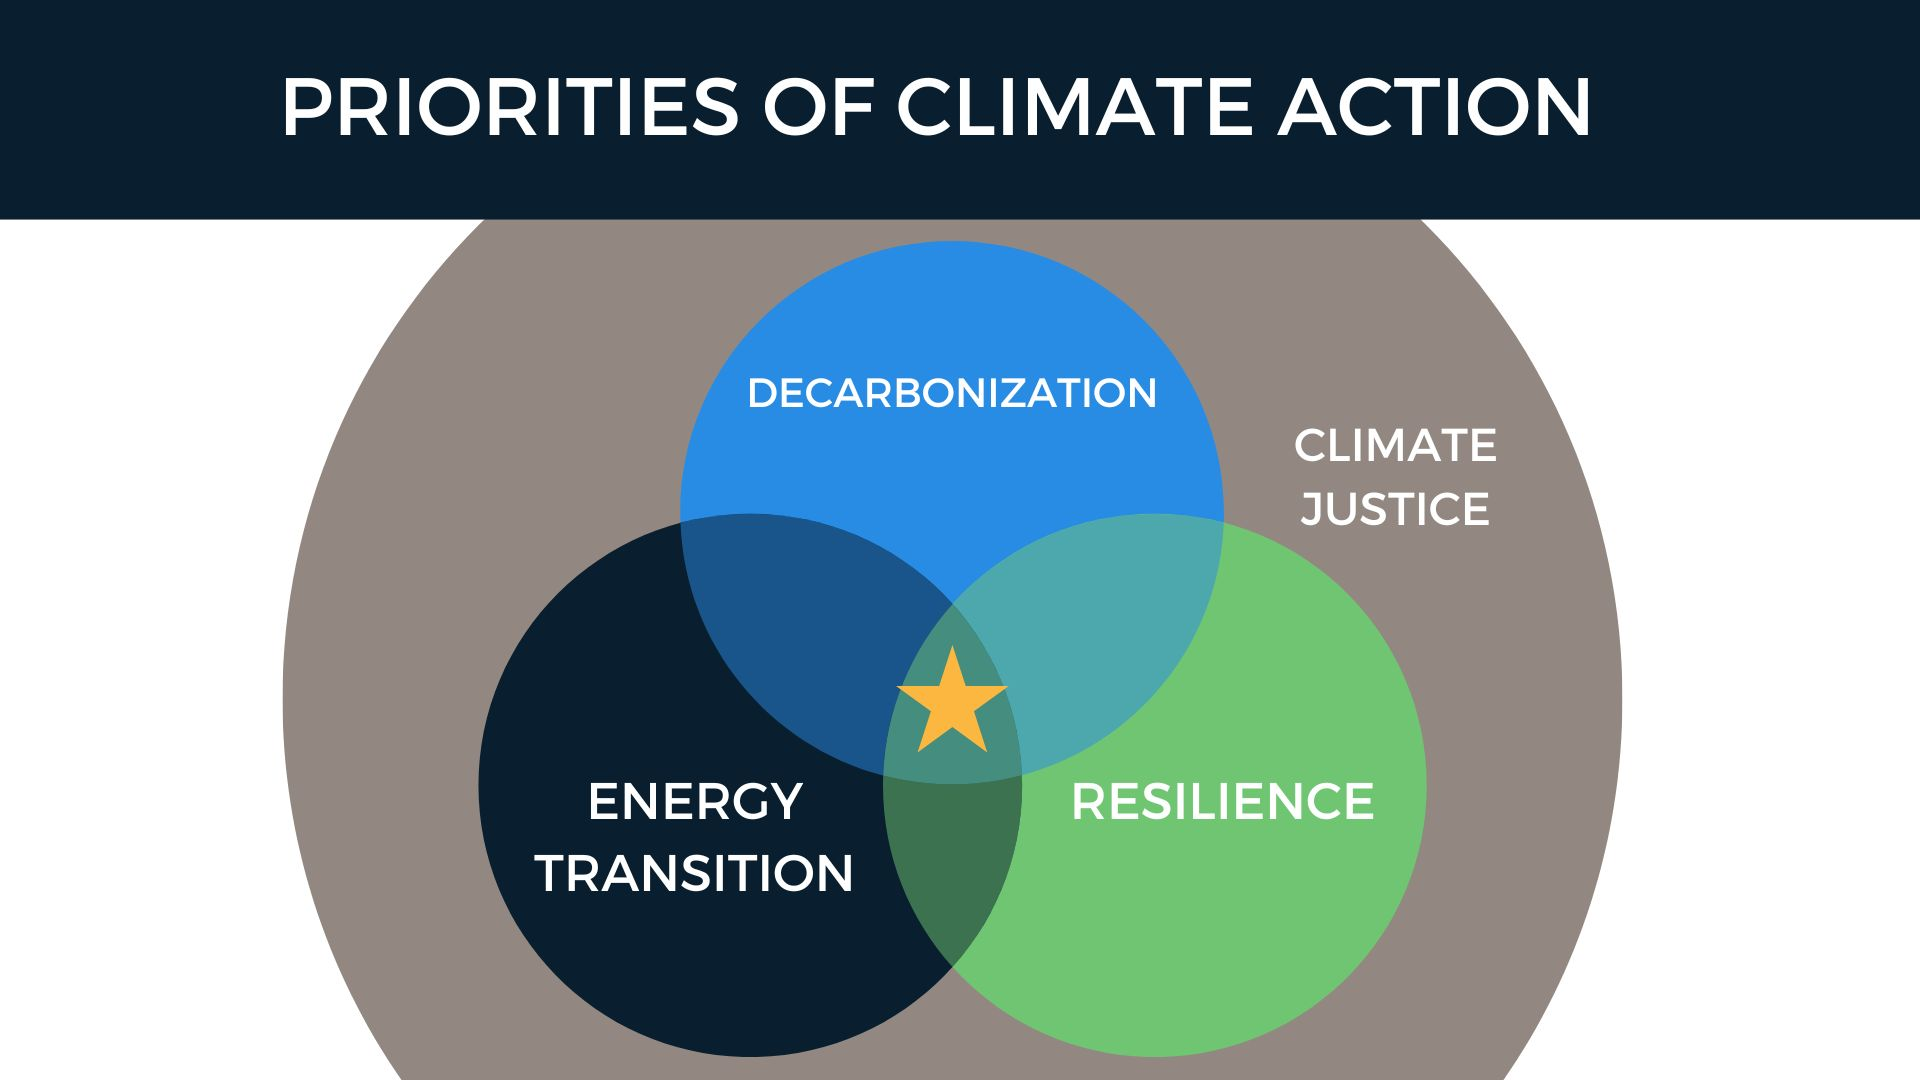 PRIORITIES OF CLIMATE ACTION
DECARBONIZATION
CLIMATE
JUSTICE
ENERGY
TRANSITION
RESILIENCE